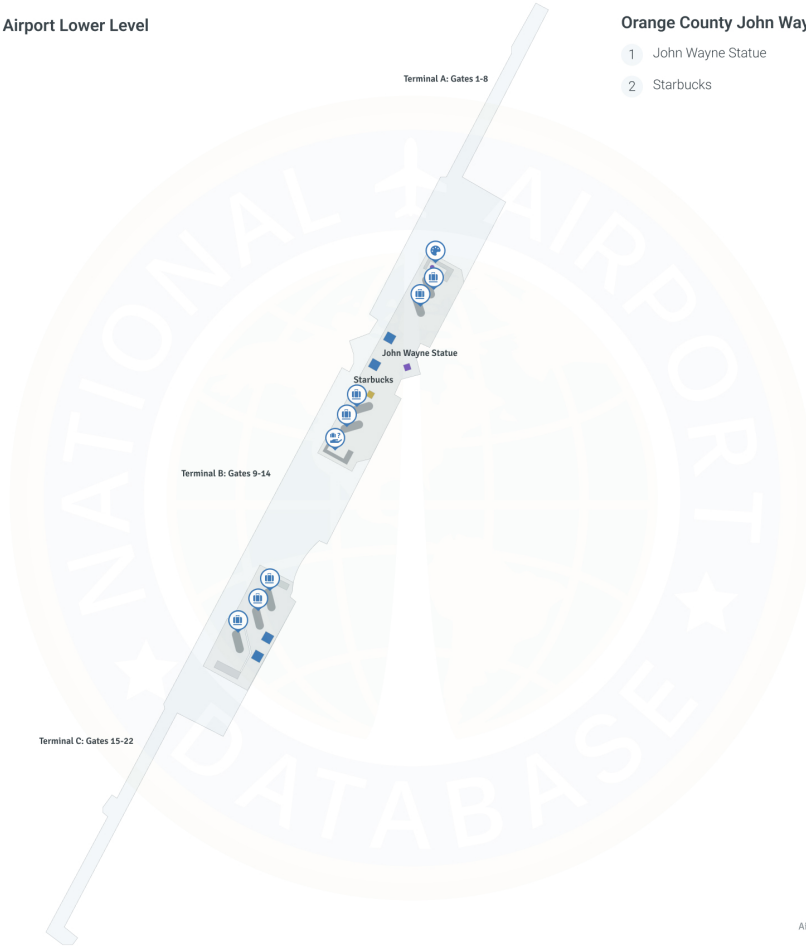 Airport Lower Level
Orange County John Way
1 John Wayne Statue
2 Starbucks
Terminal A: Gates 1-8
John Wayne Statue
Starbucks
Terminal B: Gates 9-14
Terminal C: Gates 15-22
NATIONAL AIRPORT
DATABASE